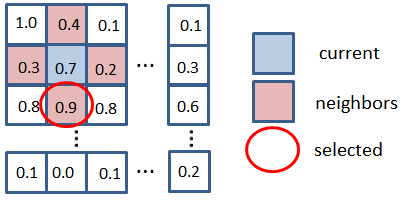 1.0 0.4 0.1 0.1
0.3 0.7 0.2 ... 0.3
0.8 0.9 0.8 0.6
0.1 0.0 0.1 ... 0.2
current
neighbors
selected